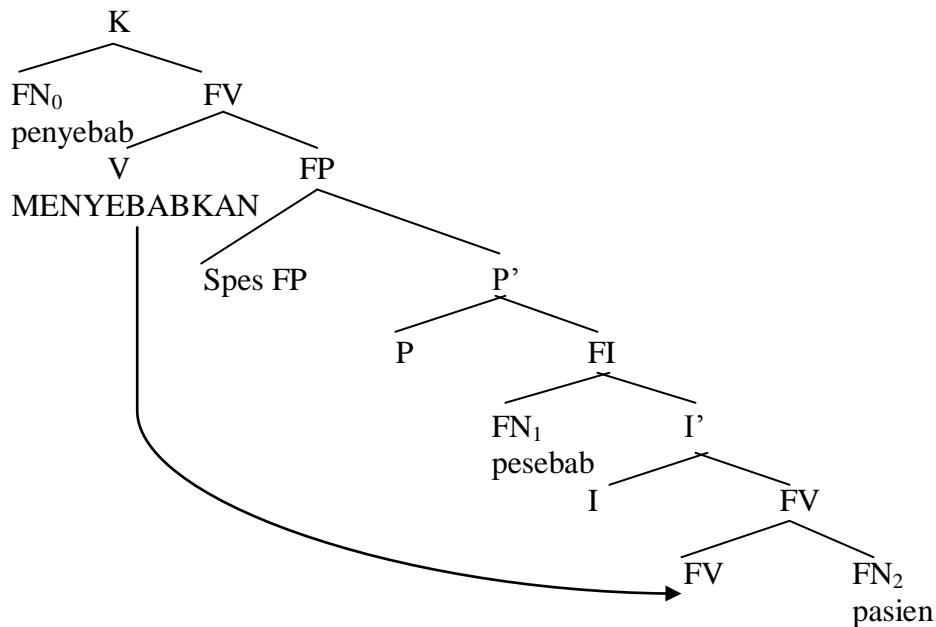 K
FN₀ FV
penyebab
V FP
MENYEBABKAN
Spes FP P’
P FI
FN₁ I’
pesebab
I FV
FV FN₂
pasien